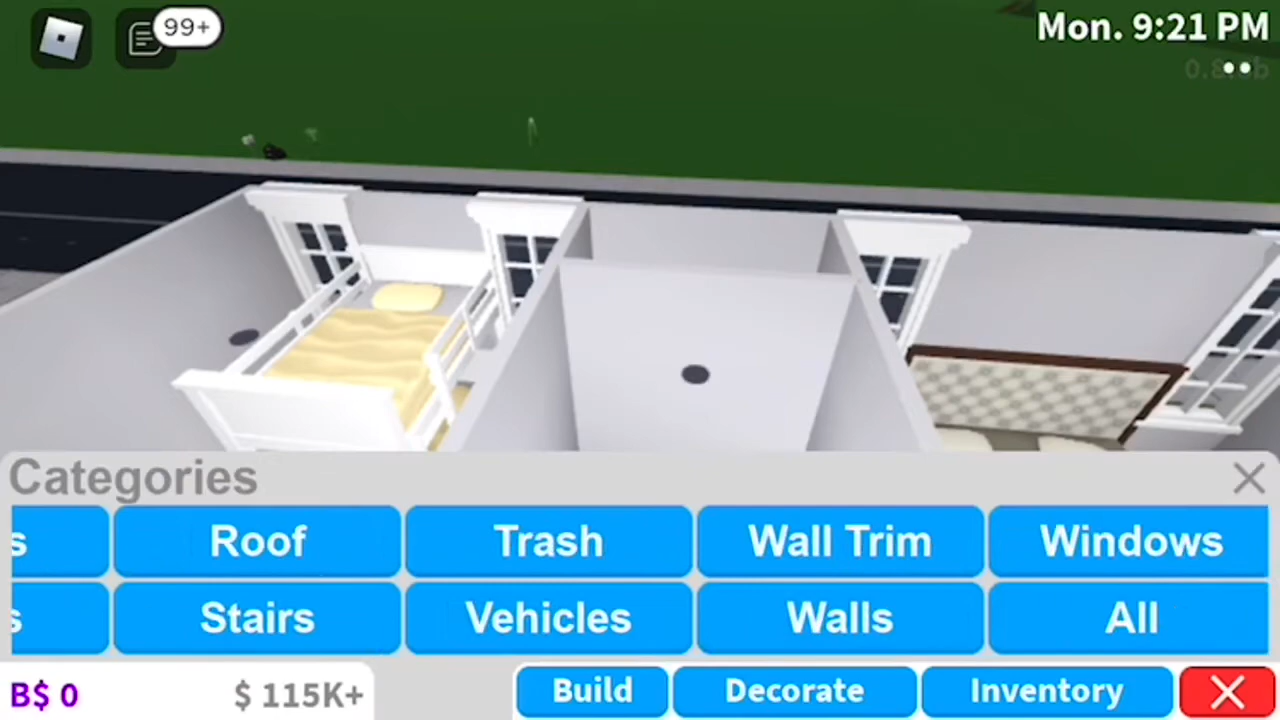 99+
Mon. 9:21 PM
Categories
s Roof Trash Wall Trim Windows
s Stairs Vehicles Walls All
B$ 0 $ 115K+ Build Decorate Inventory